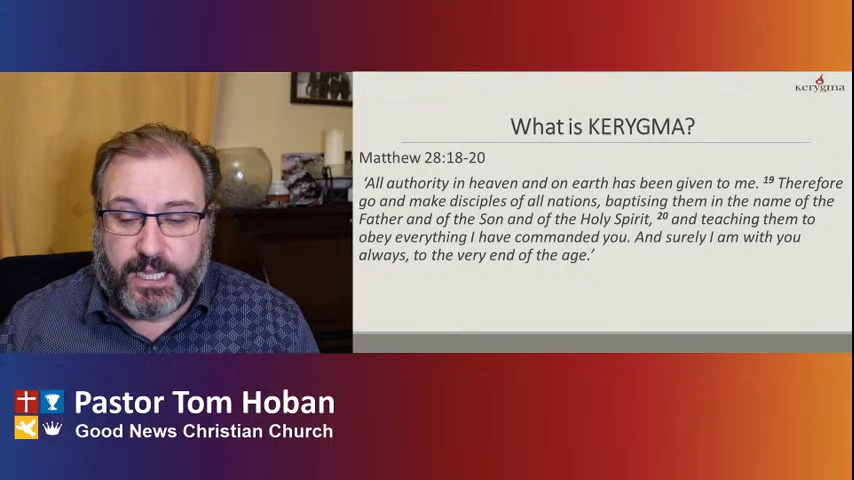 kerygma
What is KERYGMA?
Matthew 28:18-20
‘All authority in heaven and on earth has been given to me. 19 Therefore
go and make disciples of all nations, baptising them in the name of the
Father and of the Son and of the Holy Spirit, 20 and teaching them to
obey everything I have commanded you. And surely I am with you
always, to the very end of the age.’
Pastor Tom Hoban
Good News Christian Church